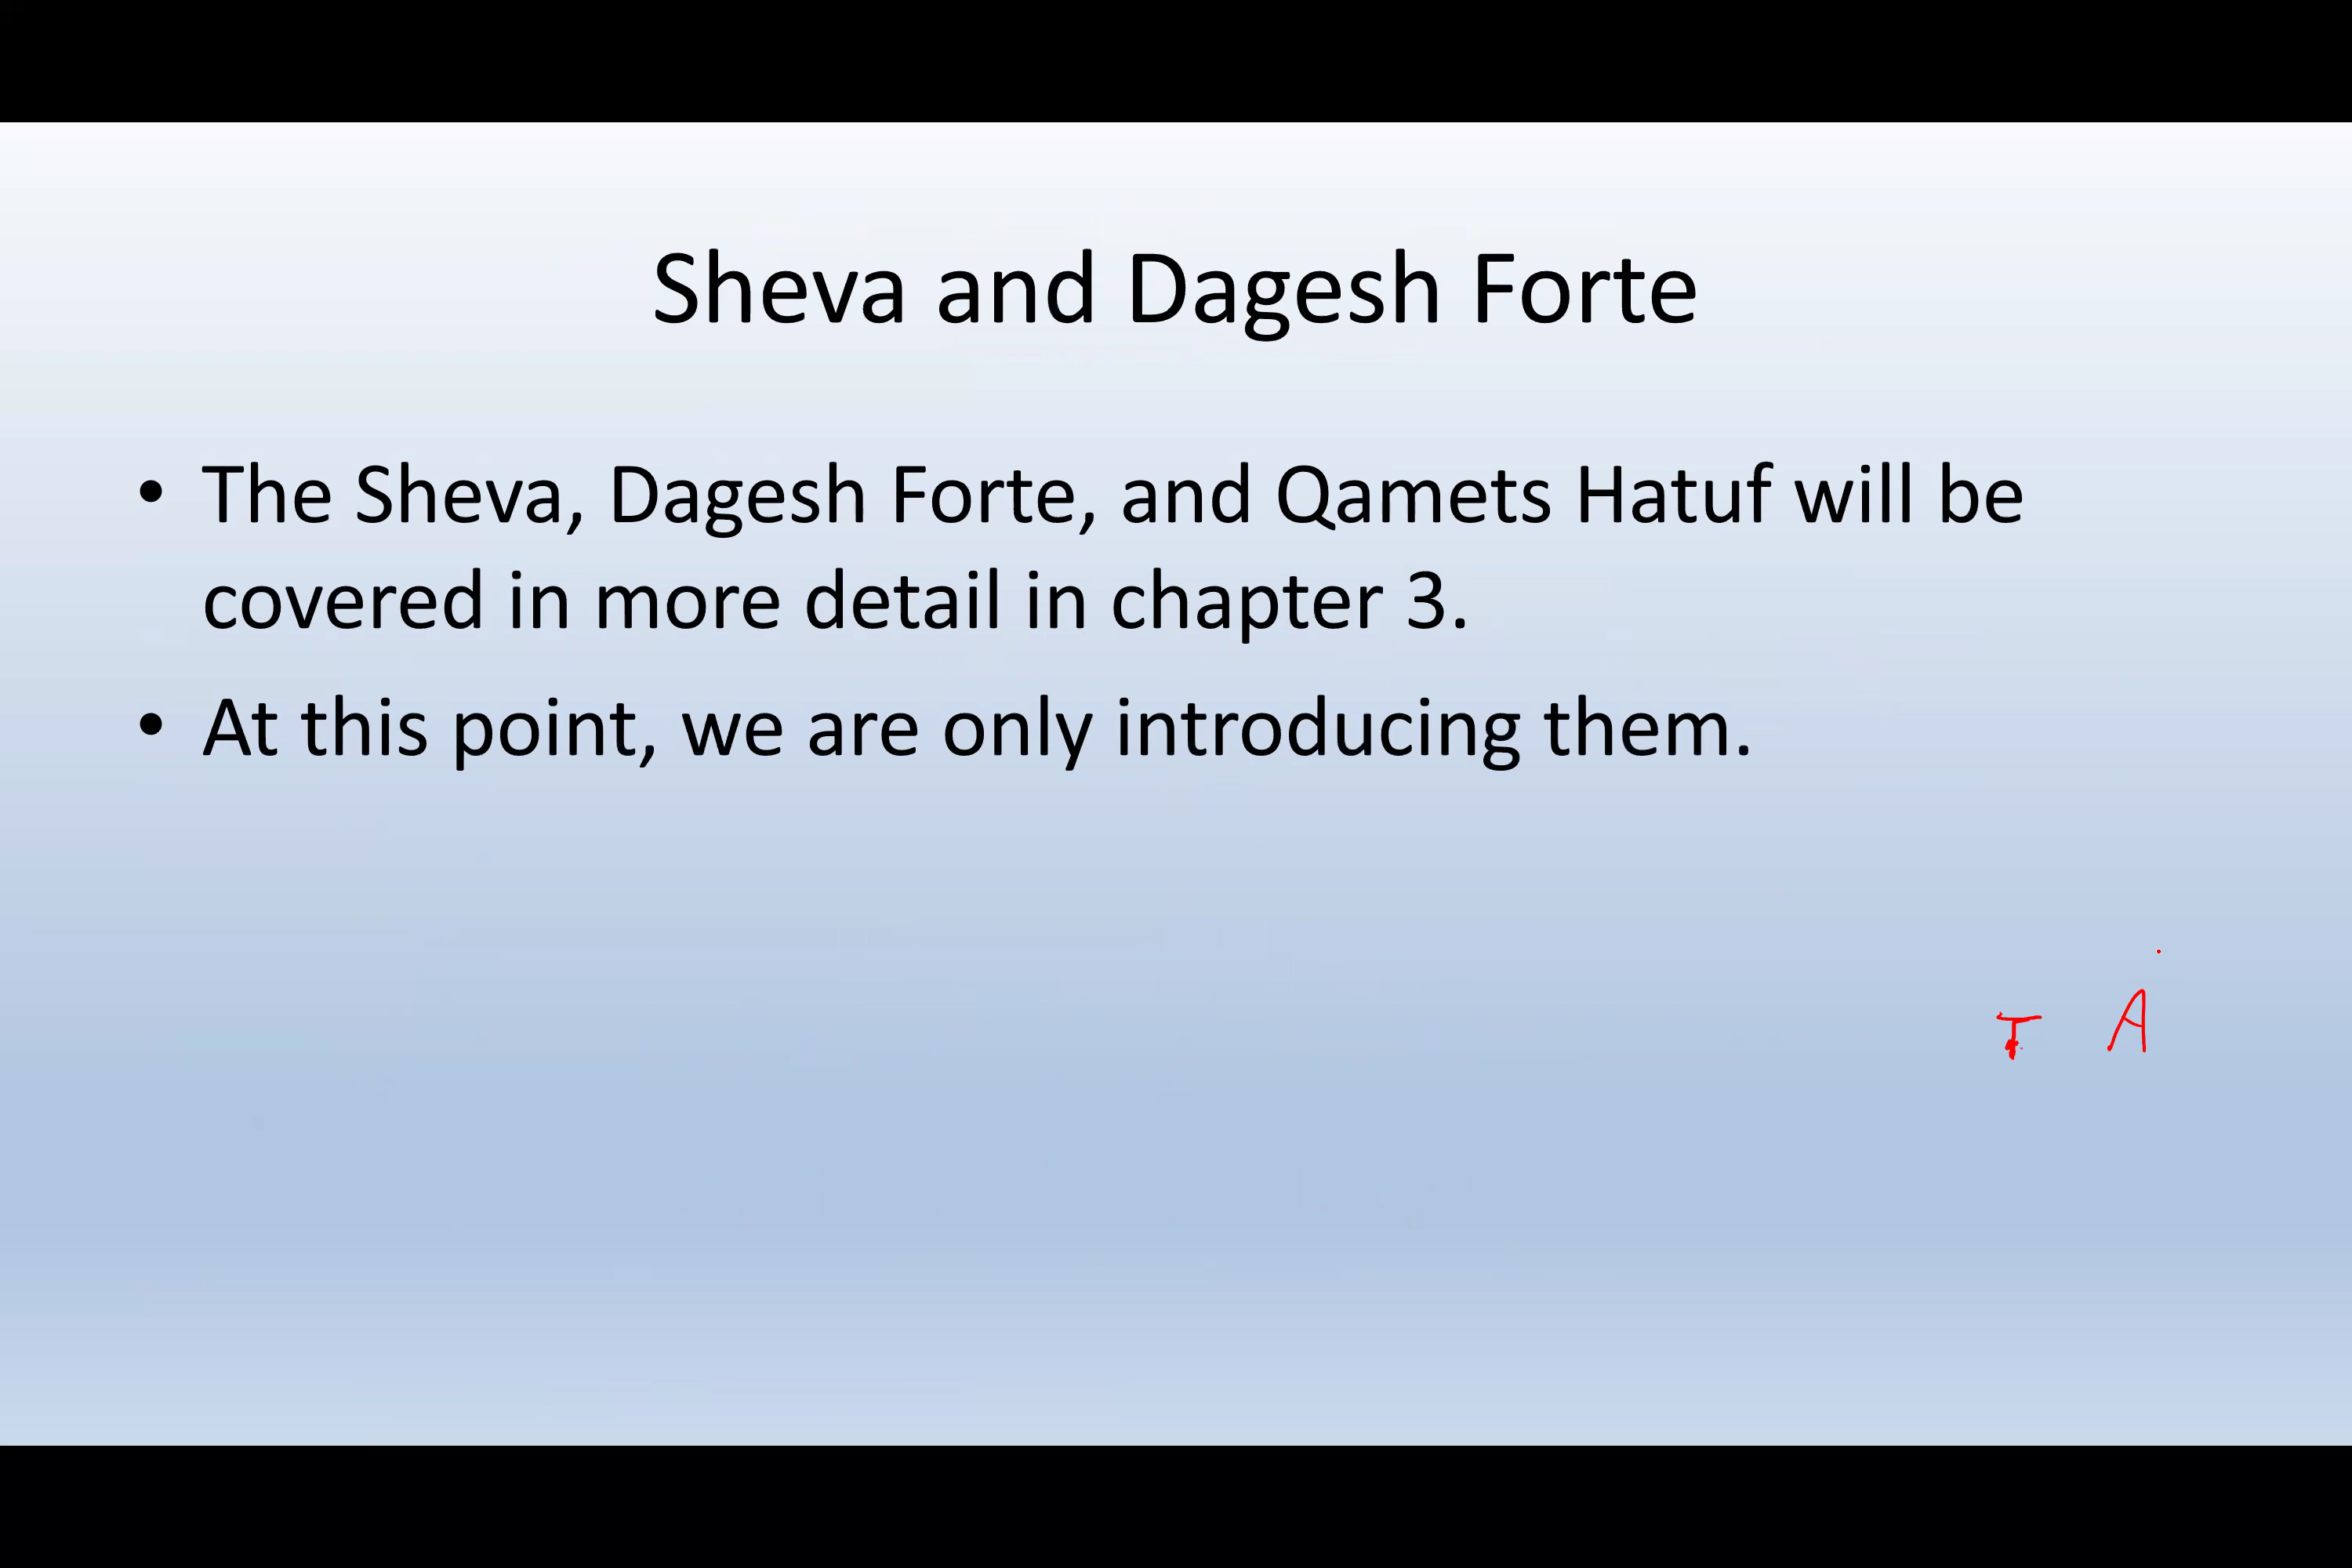 Sheva and Dagesh Forte
• The Sheva, Dagesh Forte, and Qamets Hatuf will be
covered in more detail in chapter 3.
• At this point, we are only introducing them.
A